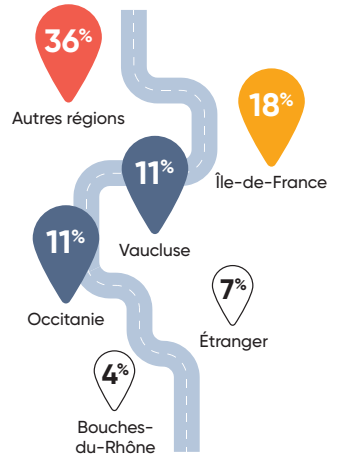 36%
Autres régions
18%
Île-de-France
11%
Vaucluse
11%
Occitanie
7%
Étranger
4%
Bouches-
du-Rhône